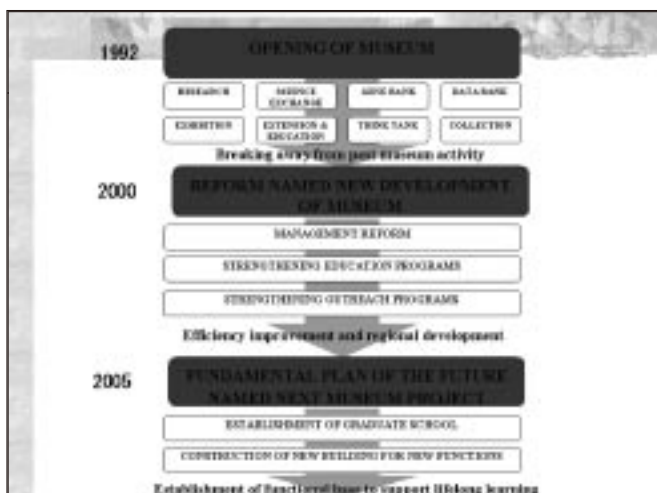 1992
OPENING OF MUSEUM
RESEARCH
SCIENCE
EXCHANGE
GENE BANK
DATA BANK
EXHIBITION
EXTENSION &
EDUCATION
THINK TANK
COLLECTION
Breaking away from past museum activity
2000
REFORM NAMED NEW DEVELOPMENT
OF MUSEUM
MANAGEMENT REFORM
STRENGTHENING EDUCATION PROGRAMS
STRENGTHENING OUTREACH PROGRAMS
Efficiency improvement and regional development
2005
FUNDAMENTAL PLAN OF THE FUTURE
NAMED NEXT MUSEUM PROJECT
ESTABLISHMENT OF GRADUATE SCHOOL
CONSTRUCTION OF NEW BUILDING FOR NEW FUNCTIONS
Establishment of functional base to support lifelong learning